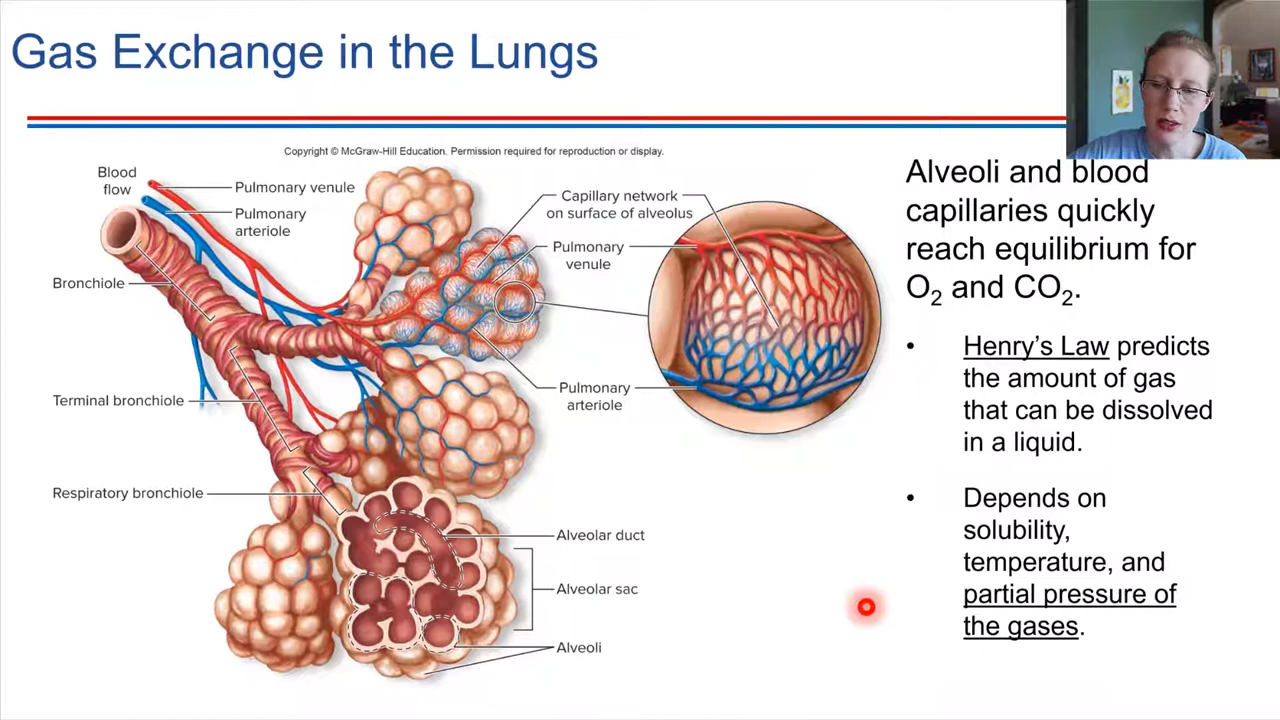 Gas Exchange in the Lungs
Copyright © McGraw-Hill Education. Permission required for reproduction or display.
Blood
flow
Pulmonary venule
Pulmonary
arteriole
Bronchiole
Terminal bronchiole
Respiratory bronchiole
Capillary network
on surface of alveolus
Pulmonary
venule
Pulmonary
arteriole
Alveolar duct
Alveolar sac
Alveoli
Alveoli and blood
capillaries quickly
reach equilibrium for
O₂ and CO₂.
• Henry’s Law predicts
the amount of gas
that can be dissolved
in a liquid.
• Depends on
solubility,
temperature, and
partial pressure of
the gases.